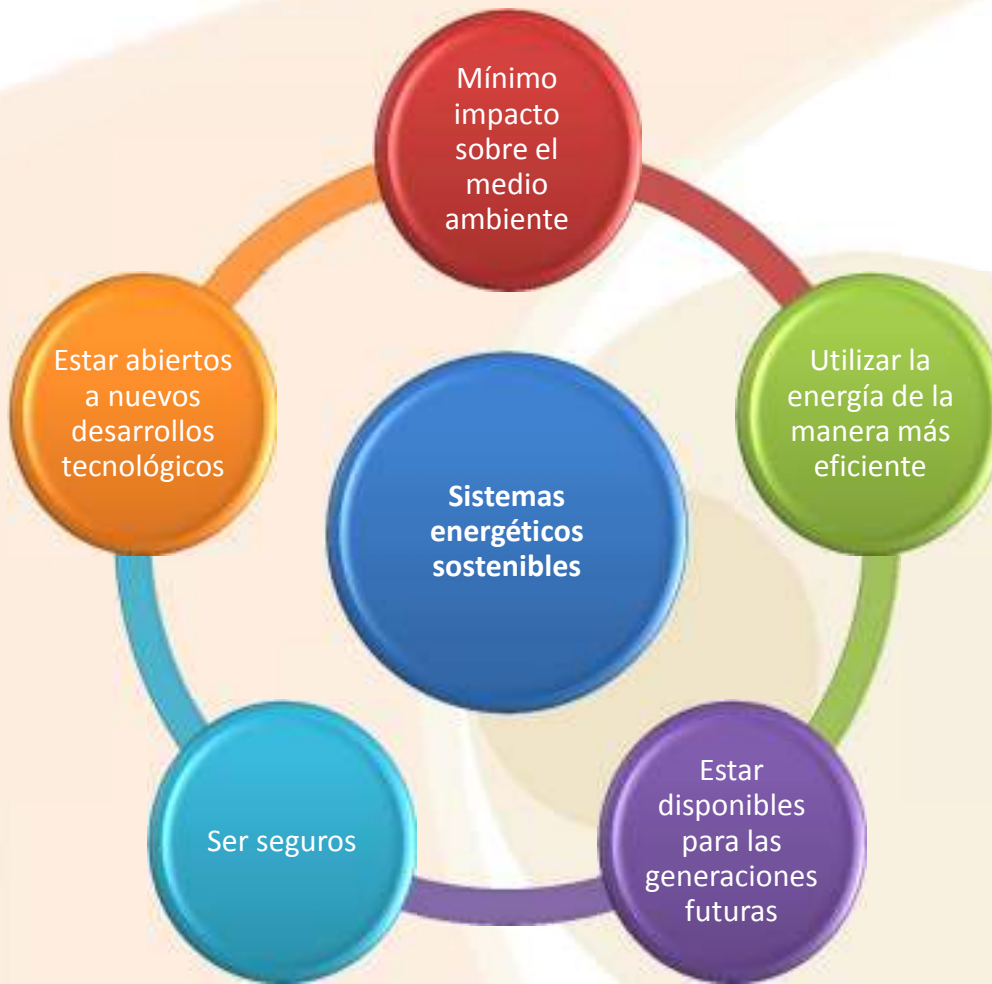 Mínimo
impacto
sobre el
medio
ambiente
Utilizar la
energía de la
manera más
eficiente
Estar
disponibles
para las
generaciones
futuras
Ser seguros
Estar abiertos
a nuevos
desarrollos
tecnológicos
Sistemas
energéticos
sostenibles